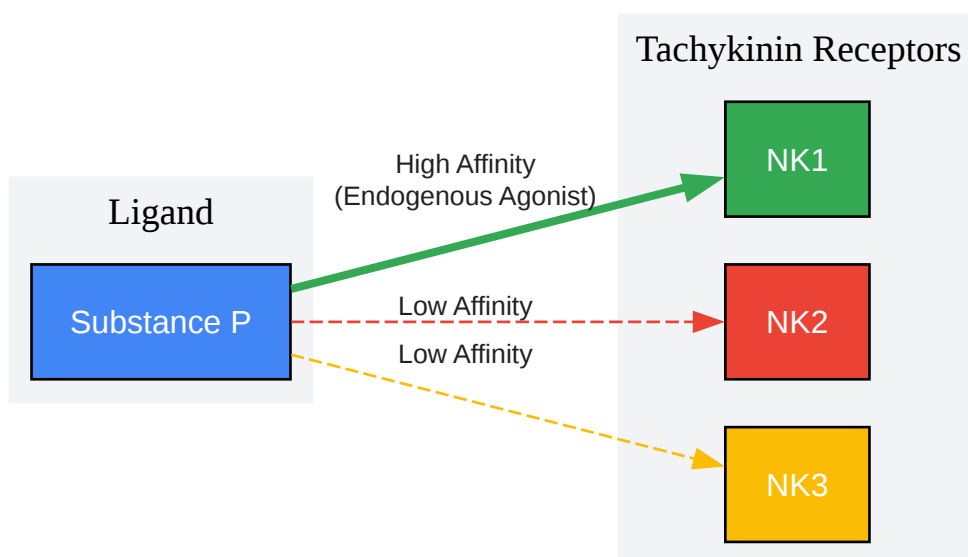 Tachykinin Receptors
NK1
High Affinity
(Endogenous Agonist)
Ligand
Substance P
Low Affinity
NK2
Low Affinity
NK3